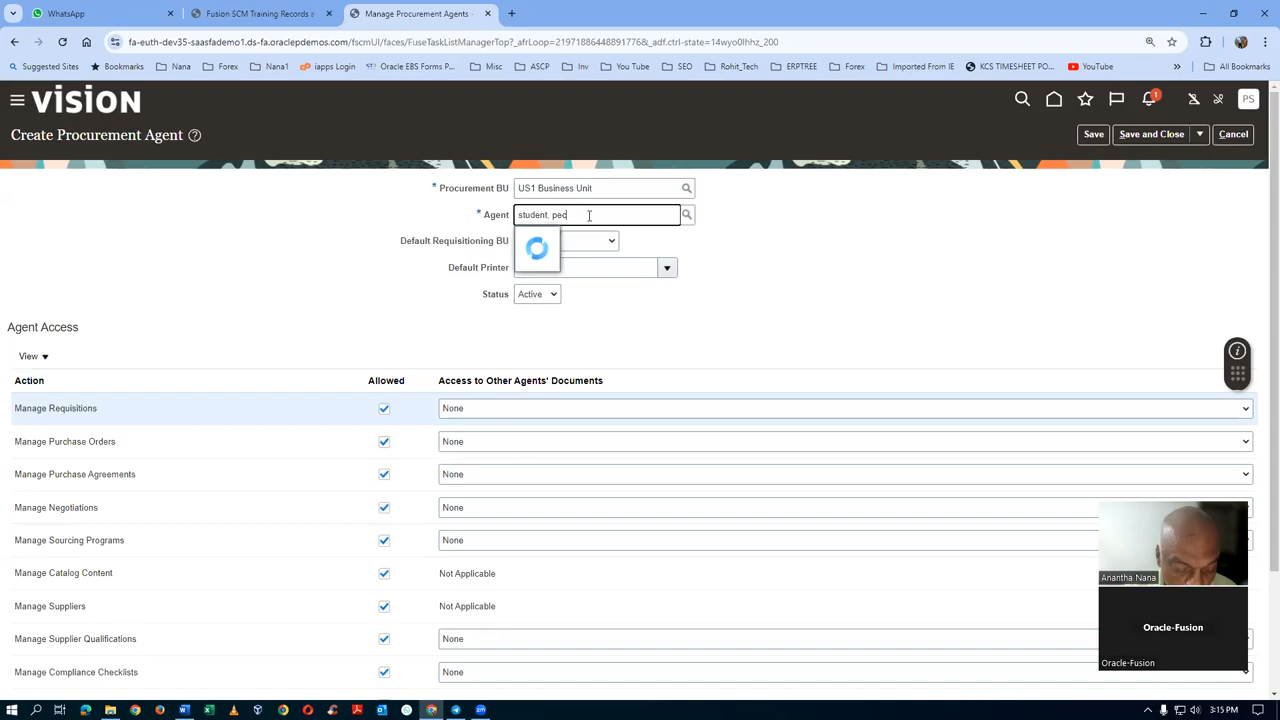 WhatsApp
Fusion SCM Training Records a
Manage Procurement Agents -
fa-euth-dev35-saasfademo1.ds-fa.oraclepdemos.com/fscmUI/faces/FuseTaskListManagerTop?_afrLoop=2197188644889177&_adf.ctrl-state=14wyo0lhhz_200
Suggested Sites
Bookmarks
Nana
Forex
Nana1
iapps Login
Oracle EBS Forms P...
Misc
ASCP
Inv
You Tube
SEO
Rohit_Tech
ERPTREE
Forex
Imported From IE
KCS TIMESHEET PO...
YouTube
All Bookmarks
VISION
1
PS
Create Procurement Agent
Save
Save and Close
Cancel
* Procurement BU US1 Business Unit
* Agent student, pec
Default Requisitioning BU
Default Printer
Status Active
Agent Access
View
Action Allowed Access to Other Agents' Documents
Manage Requisitions None
Manage Purchase Orders None
Manage Purchase Agreements None
Manage Negotiations None
Manage Sourcing Programs None
Manage Catalog Content Not Applicable
Manage Suppliers Not Applicable
Manage Supplier Qualifications None
Manage Compliance Checklists None
Anantha Nana
Oracle-Fusion
Oracle-Fusion
3:15 PM